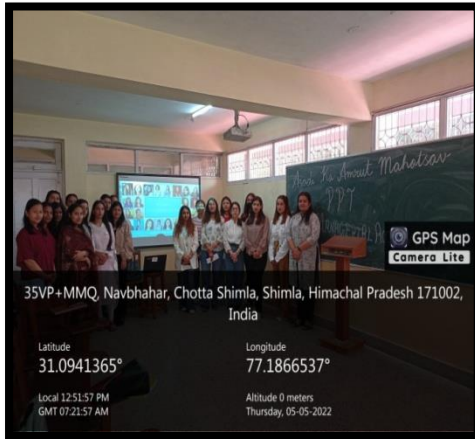 Azadi Ka Amrut Mahotsav
PPT
GPS Map
Camera Lite
35VP+MMQ, Navbhahar, Chotta Shimla, Shimla, Himachal Pradesh 171002,
India
Latitude
31.0941365°
Longitude
77.1866537°
Local 12:51:57 PM
GMT 07:21:57 AM
Altitude 0 meters
Thursday, 05-05-2022